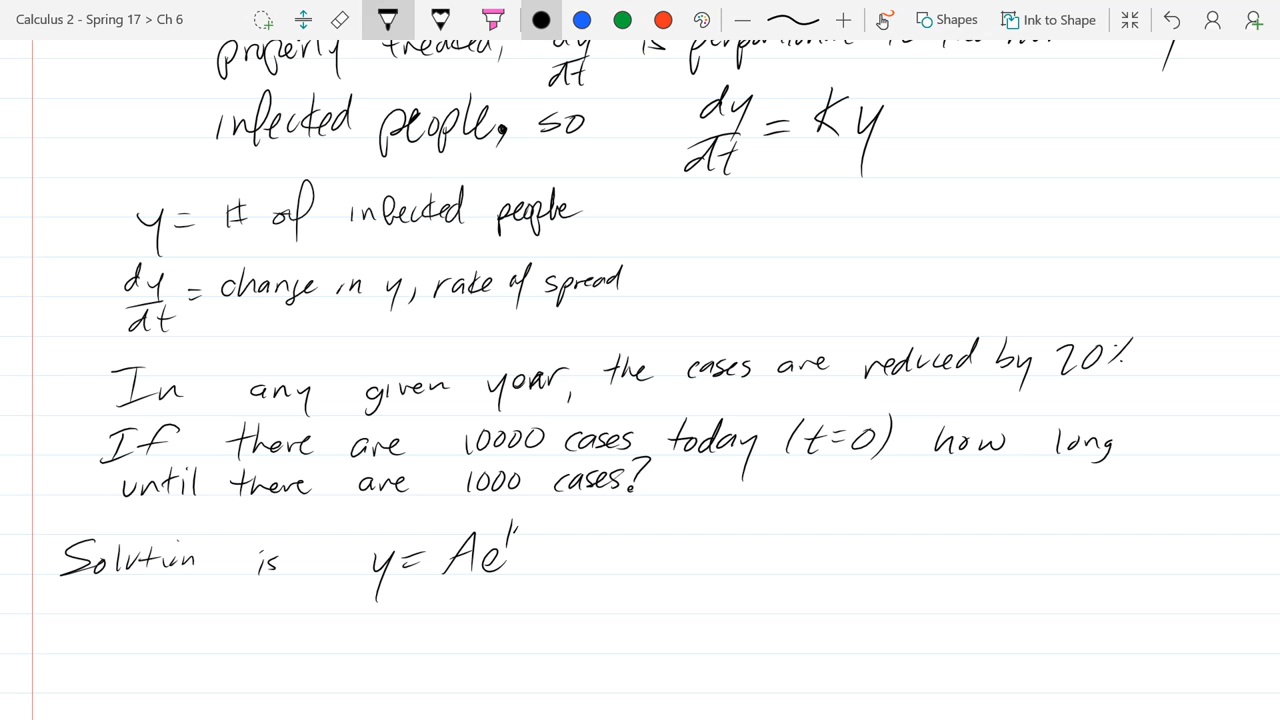 Calculus 2 - Spring 17 > Ch 6
Shapes
Ink to Shape
properly treated, dy/dt is
infected people, so dy/dt = Ky
y = # of infected people
dy/dt = change in y, rate of spread
In any given year, the cases are reduced by 20%
If there are 10000 cases today (t=0) how long
until there are 1000 cases?
Solution is y = Ae